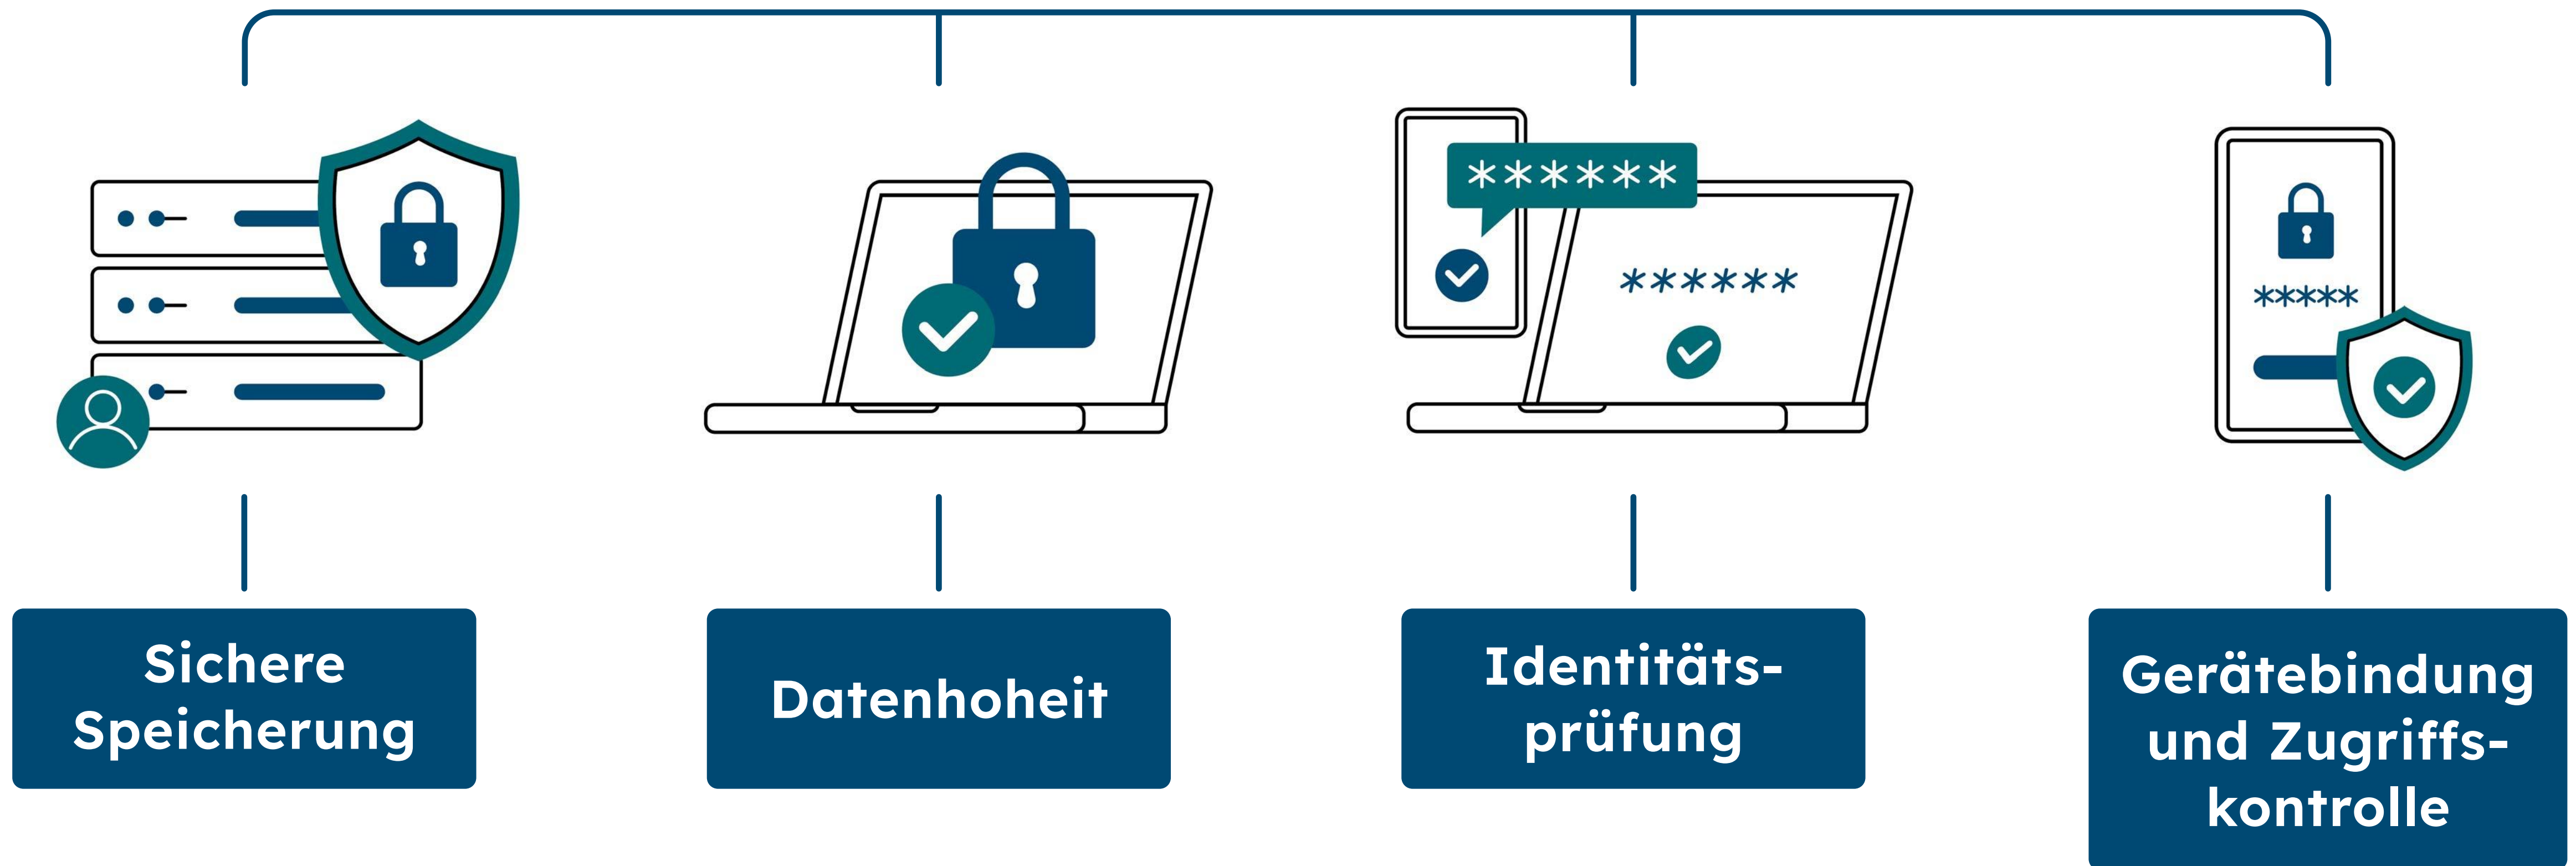 ******
******
*****
Sichere
Speicherung
Datenhoheit
Identitäts-
prüfung
Gerätebindung
und Zugriffs-
kontrolle